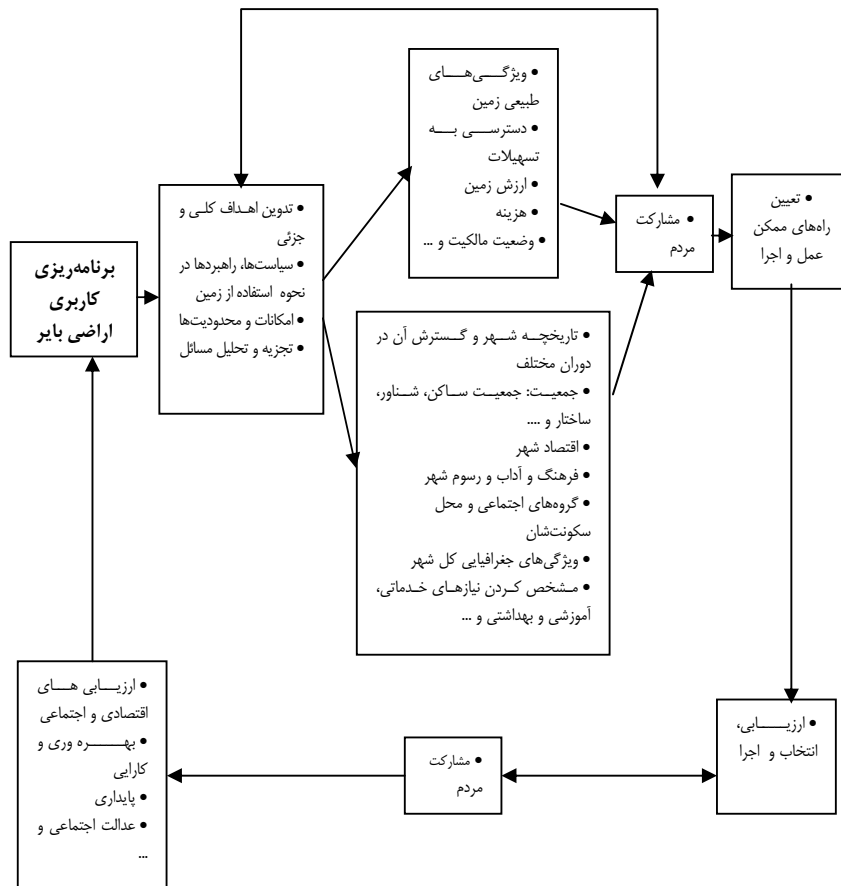 برنامه‌ریزی
کاربری
اراضی بایر
• تدوین اهداف کلی و
جزئی
• سیاست‌ها، راهبردها در
نحوه استفاده از زمین
• امکانات و محدودیت‌ها
• تجزیه و تحلیل مسائل
• ویژگی‌های
طبیعی زمین
• دسترسی به
تسهیلات
• ارزش زمین
• هزینه
• وضعیت مالکیت و ...
• تاریخچه شهر و گسترش آن در
دوران مختلف
• جمعیت: جمعیت ساکن، شناور،
ساختار و ....
• اقتصاد شهر
• فرهنگ و آداب و رسوم شهر
• گروه‌های اجتماعی و محل
سکونت‌شان
• ویژگی‌های جغرافیایی کل شهر
• مشخص کردن نیازهای خدماتی،
آموزشی و بهداشتی و ...
• مشارکت
مردم
• تعیین
راه‌های ممکن
عمل و اجرا
• ارزیابی،
انتخاب و اجرا
• مشارکت
مردم
• ارزیابی های
اقتصادی و اجتماعی
• بهره وری و
کارایی
• پایداری
• عدالت اجتماعی و
...